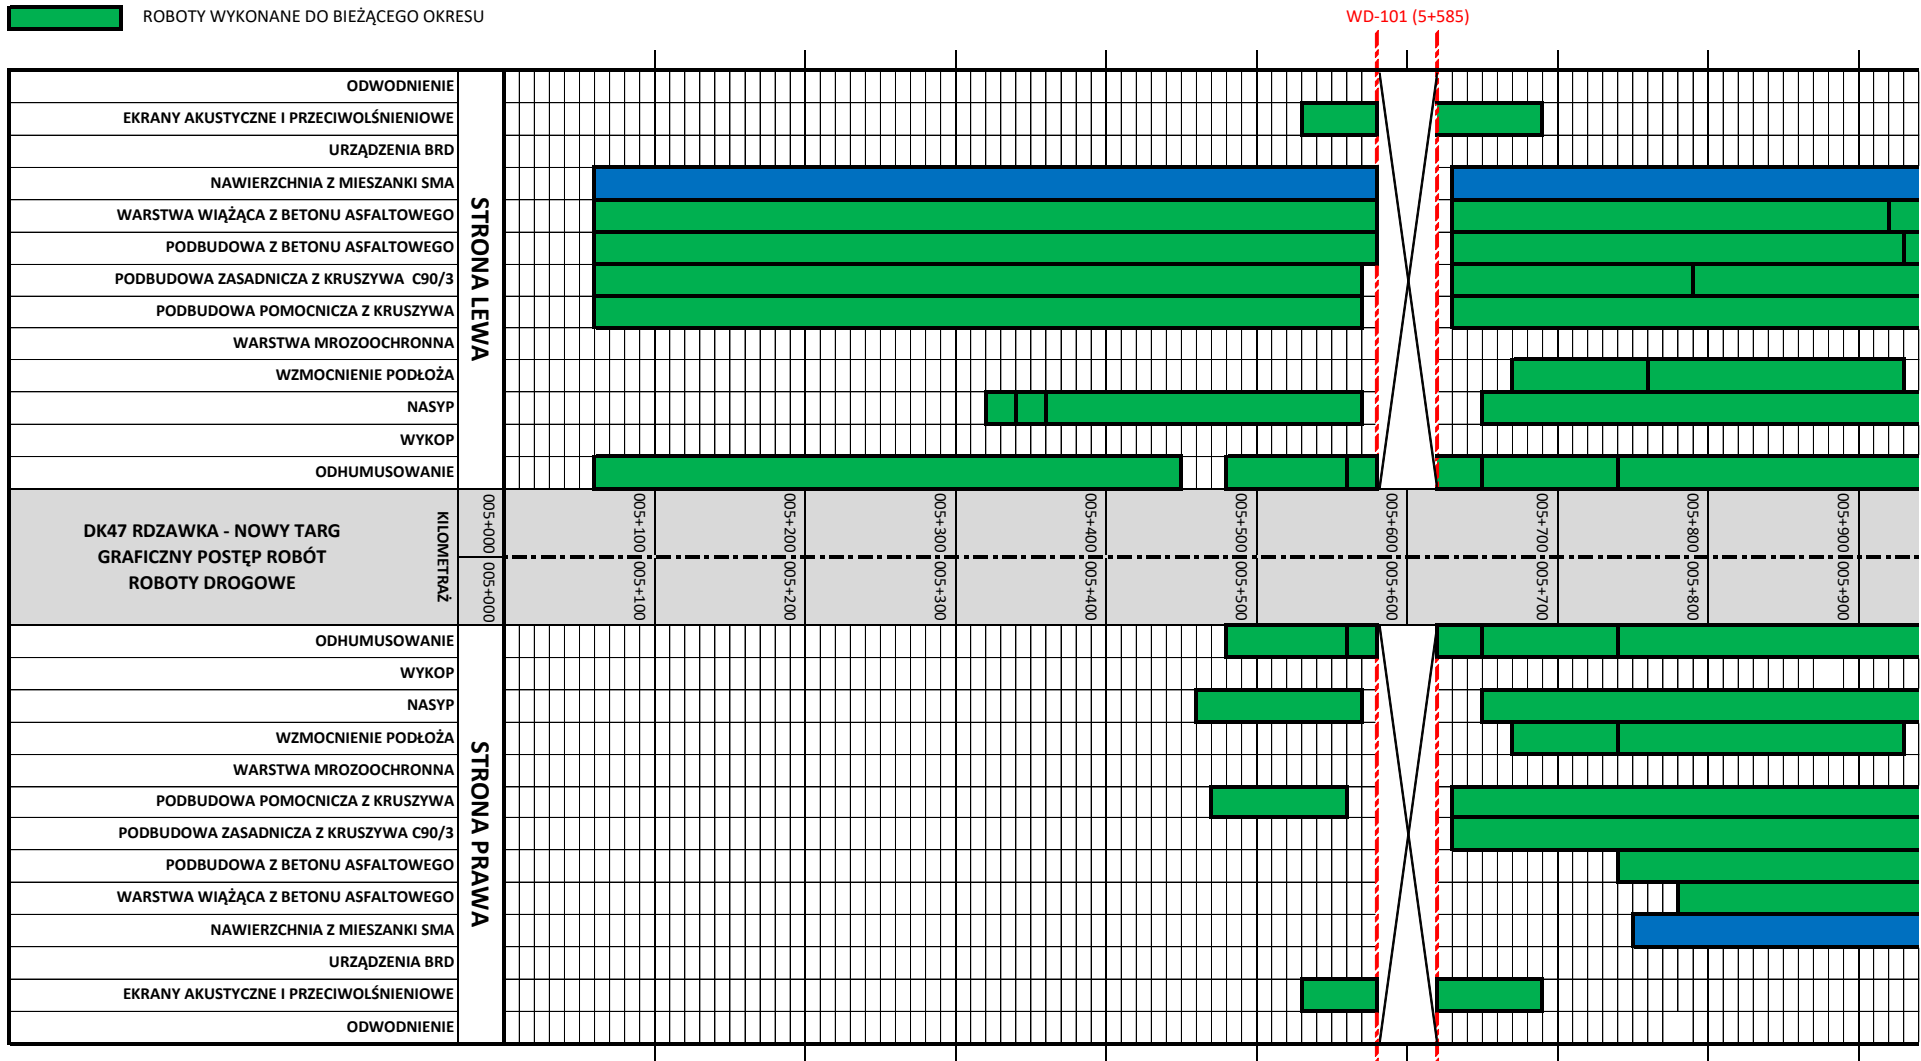 ROBOTY WYKONANE DO BIEŻĄCEGO OKRESU
WD-101 (5+585)
ODWODNIENIE
EKRANY AKUSTYCZNE I PRZECIWOLŚNIENIOWE
URZĄDZENIA BRD
NAWIERZCHNIA Z MIESZANKI SMA
WARSTWA WIĄŻĄCA Z BETONU ASFALTOWEGO
PODBUDOWA Z BETONU ASFALTOWEGO
PODBUDOWA ZASADNICZA Z KRUSZYWA C90/3
PODBUDOWA POMOCNICZA Z KRUSZYWA
WARSTWA MROZOOCHRONNA
WZMOCNIENIE PODŁOŻA
NASYP
WYKOP
ODHUMUSOWANIE
STRONA LEWA
DK47 RDZAWKA - NOWY TARG
GRAFICZNY POSTĘP ROBÓT
ROBOTY DROGOWE
KILOMETRAŻ
005+000 005+100 005+200 005+300 005+400 005+500 005+600 005+700 005+800 005+900
005+000 005+100 005+200 005+300 005+400 005+500 005+600 005+700 005+800 005+900
ODHUMUSOWANIE
WYKOP
NASYP
WZMOCNIENIE PODŁOŻA
WARSTWA MROZOOCHRONNA
PODBUDOWA POMOCNICZA Z KRUSZYWA
PODBUDOWA ZASADNICZA Z KRUSZYWA C90/3
PODBUDOWA Z BETONU ASFALTOWEGO
WARSTWA WIĄŻĄCA Z BETONU ASFALTOWEGO
NAWIERZCHNIA Z MIESZANKI SMA
URZĄDZENIA BRD
EKRANY AKUSTYCZNE I PRZECIWOLŚNIENIOWE
ODWODNIENIE
STRONA PRAWA